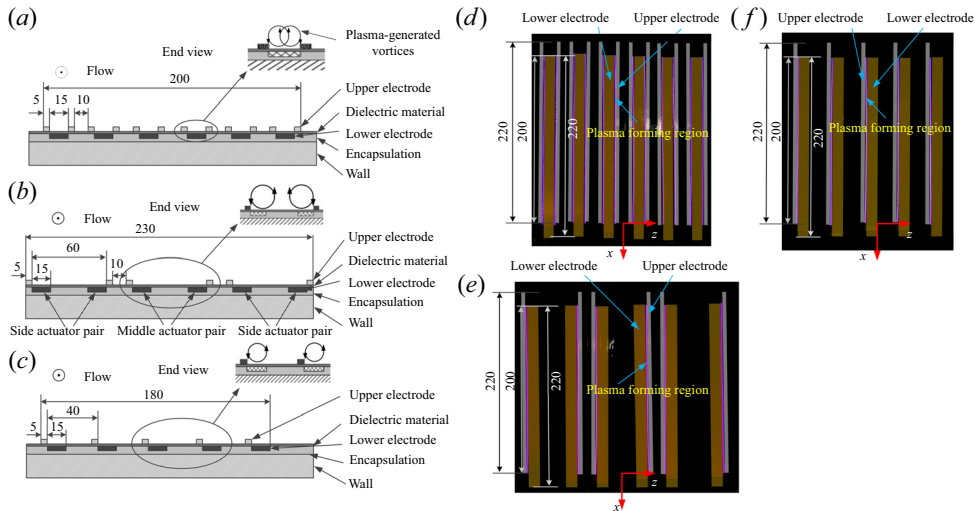 (a)
End view
Plasma-generated
vortices
Flow
200
5 15 10
Upper electrode
Dielectric material
Lower electrode
Encapsulation
Wall
(b)
End view
Flow
230
60
5 15 10
Upper electrode
Dielectric material
Lower electrode
Encapsulation
Wall
Side actuator pair Middle actuator pair Side actuator pair
(c)
End view
Flow
180
40
5 15
Upper electrode
Dielectric material
Lower electrode
Encapsulation
Wall
(d)
Lower electrode Upper electrode
220
200
220
Plasma forming region
z
x
(f)
Upper electrode Lower electrode
220
200
220
Plasma forming region
z
x
(e)
Lower electrode Upper electrode
220
200
220
Plasma forming region
z
x